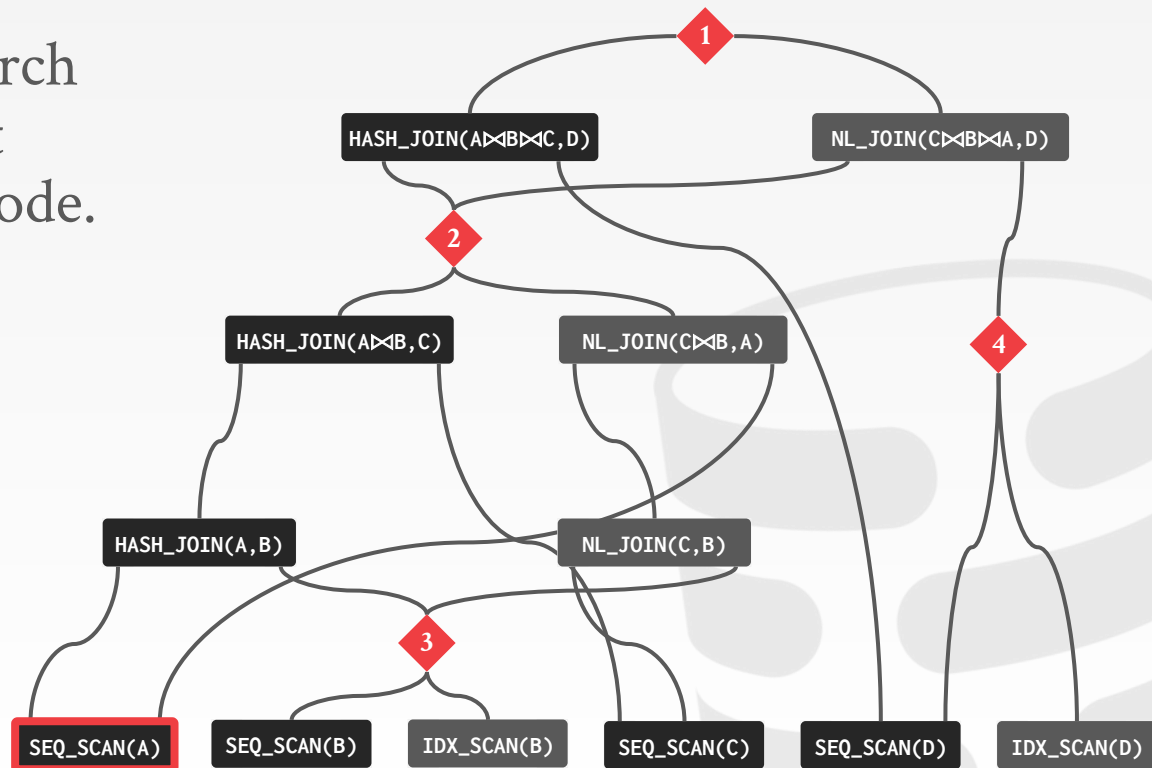 rch
t
ode.
1
HASH_JOIN(A⋈B⋈C,D)
NL_JOIN(C⋈B⋈A,D)
2
HASH_JOIN(A⋈B,C)
NL_JOIN(C⋈B,A)
4
HASH_JOIN(A,B)
NL_JOIN(C,B)
3
SEQ_SCAN(A)
SEQ_SCAN(B)
IDX_SCAN(B)
SEQ_SCAN(C)
SEQ_SCAN(D)
IDX_SCAN(D)